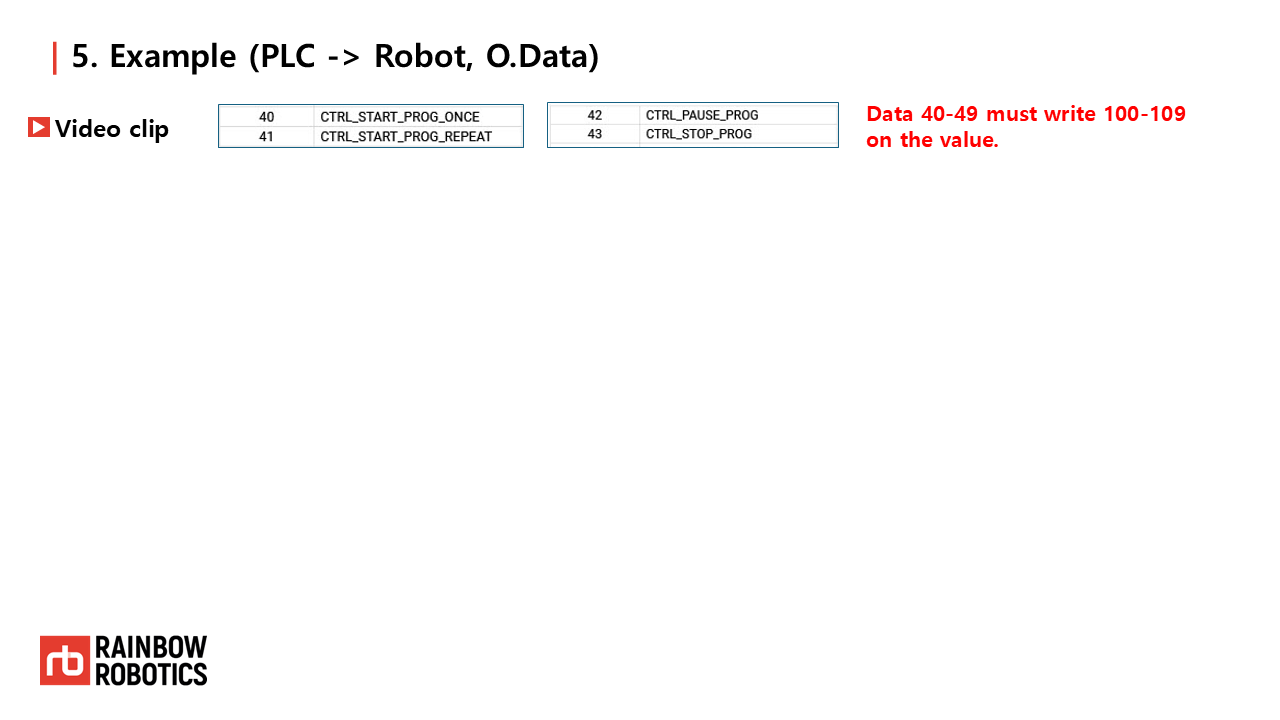 5. Example (PLC -> Robot, O.Data)
Video clip
40 CTRL_START_PROG_ONCE
41 CTRL_START_PROG_REPEAT
42 CTRL_PAUSE_PROG
43 CTRL_STOP_PROG
Data 40-49 must write 100-109
on the value.
rb
RAINBOW
ROBOTICS